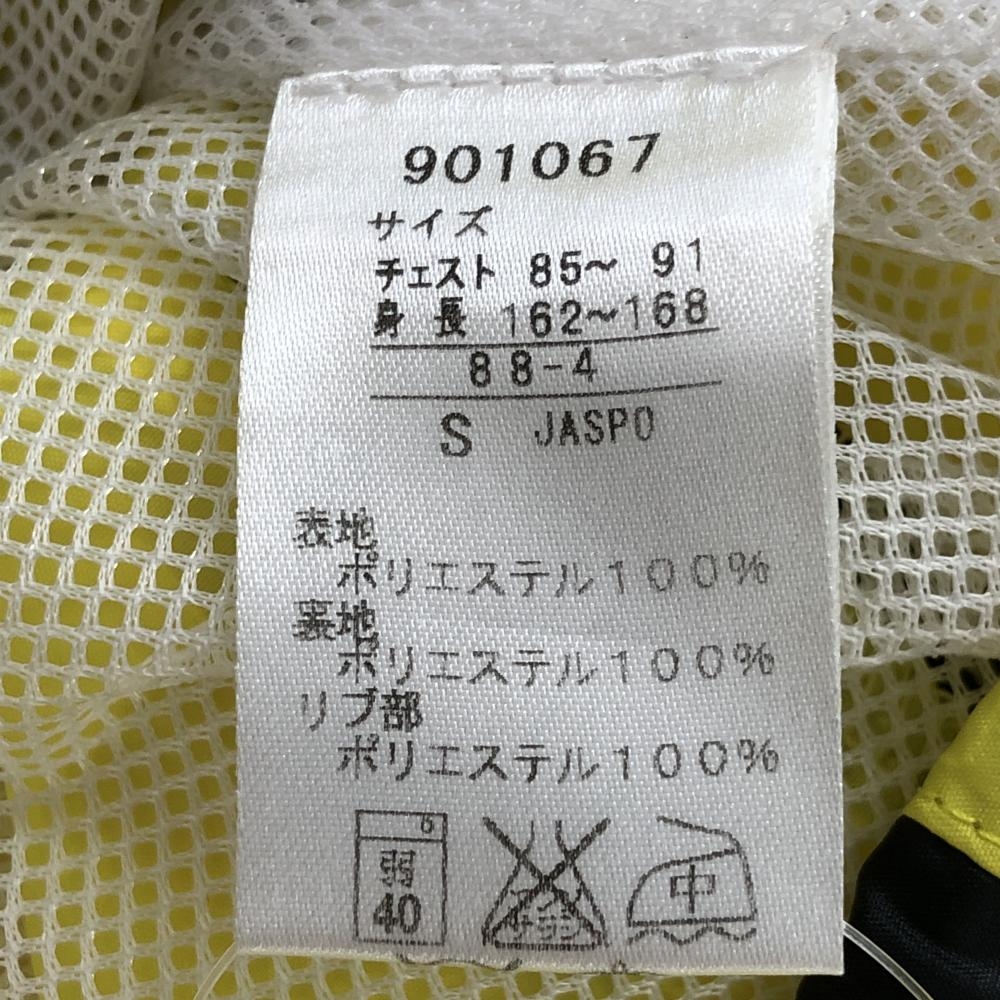 901067
サイズ
チェスト 85～ 91
身 長 162～168
88-4
S JASPO
表地
ポリエステル100%
裏地
ポリエステル100%
リブ部
ポリエステル100%
弱
40
中